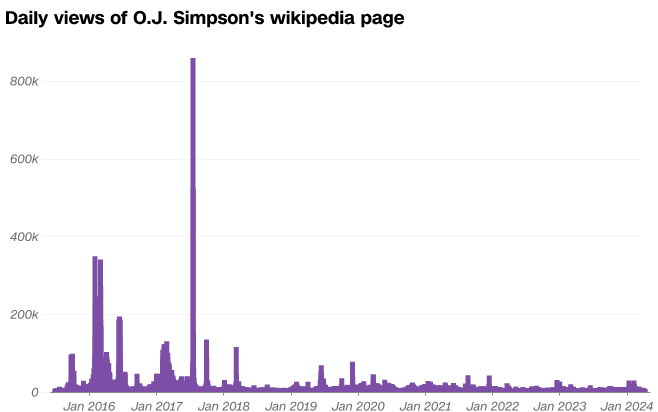 Daily views of O.J. Simpson's wikipedia page
800k
600k
400k
200k
0
Jan 2016 Jan 2017 Jan 2018 Jan 2019 Jan 2020 Jan 2021 Jan 2022 Jan 2023 Jan 2024